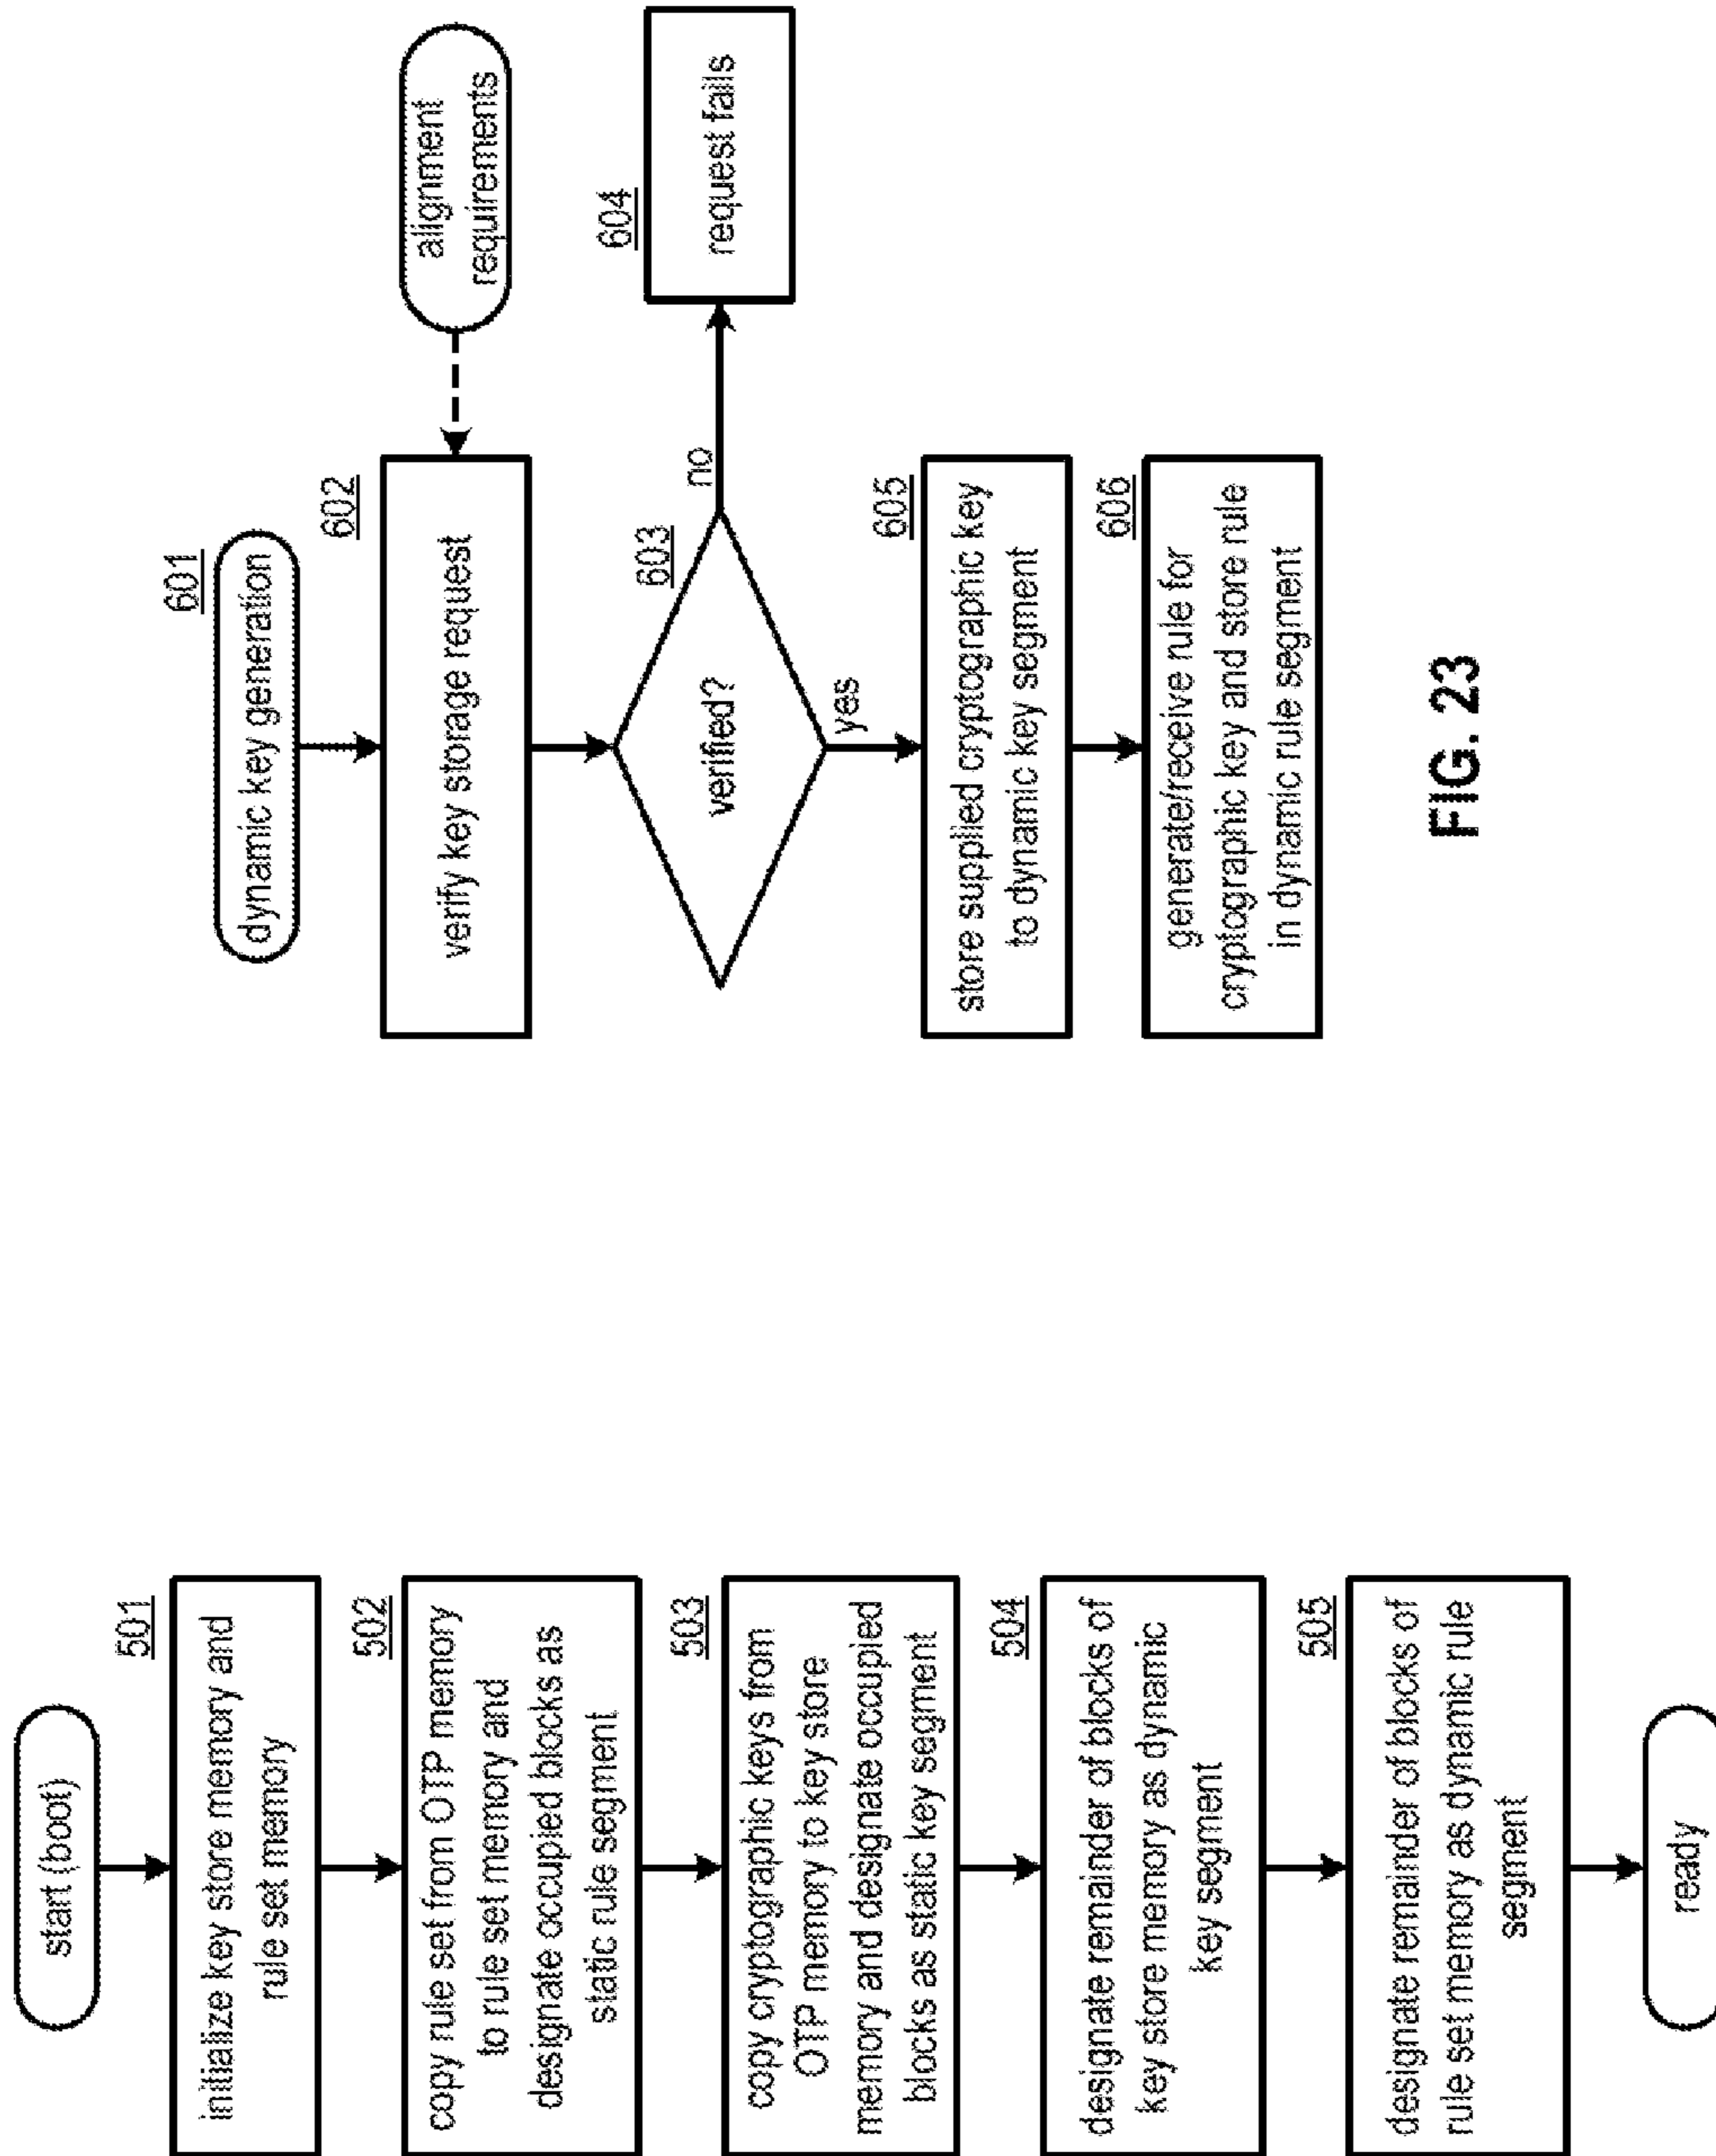 start (boot)
501
initialize key store memory and
rule set memory
502
copy rule set from OTP memory
to rule set memory and
designate occupied blocks as
static rule segment
503
copy cryptographic keys from
OTP memory to key store
memory and designate occupied
blocks as static key segment
504
designate remainder of blocks of
key store memory as dynamic
key segment
505
designate remainder of blocks of
rule set memory as dynamic rule
segment
ready
601
dynamic key generation
602
verify key storage request
alignment
requirements
603
verified?
no
604
request fails
yes
605
store supplied cryptographic key
to dynamic key segment
606
generate/receive rule for
cryptographic key and store rule
in dynamic rule segment
FIG. 23